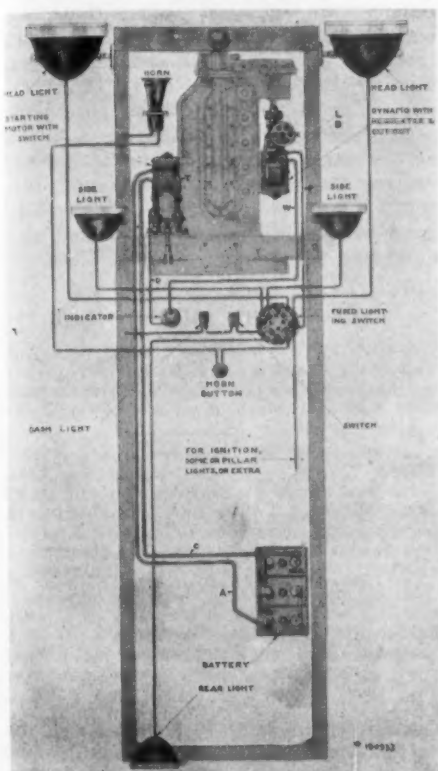 HORN
HEAD LIGHT
HEAD LIGHT
STARTING
MOTOR WITH
SWITCH
L
B
DYNAMO WITH
REGULATOR &
CUTOUT
SIDE
LIGHT
SIDE
LIGHT
INDICATOR
FUSED LIGHT-
ING SWITCH
HORN
BUTTON
DASH LIGHT
SWITCH
FOR IGNITION,
DOME OR PILLAR
LIGHTS, OR EXTRA
C
A
BATTERY
REAR LIGHT